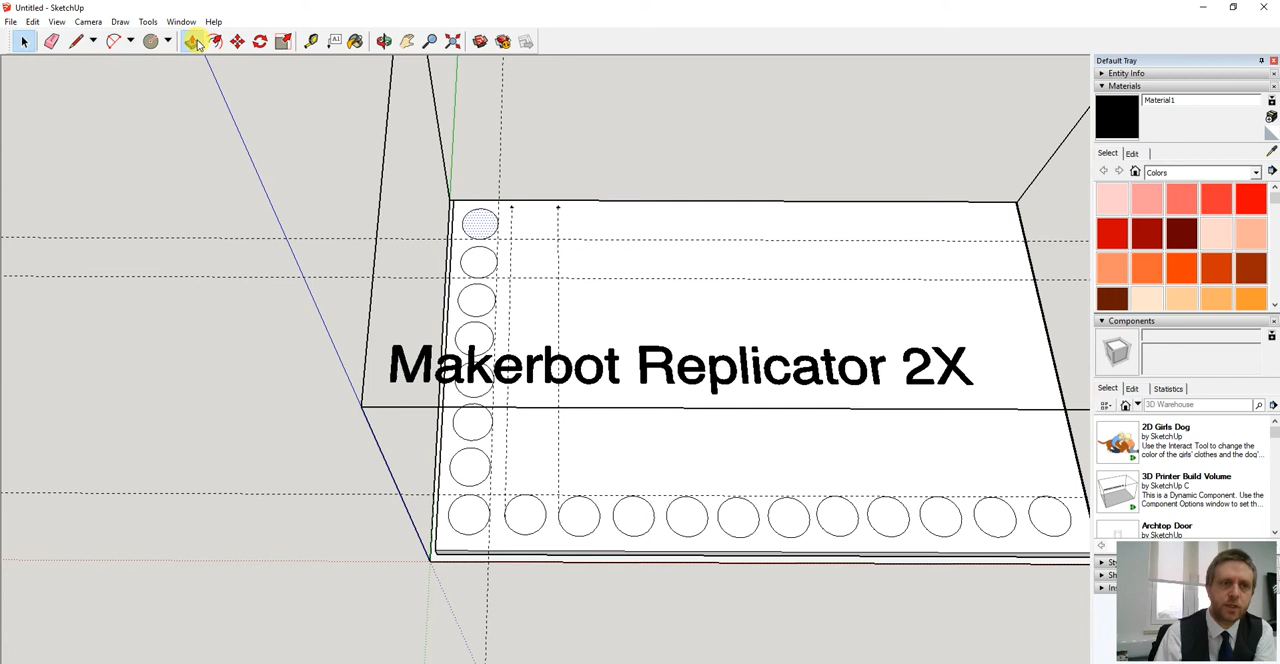 Untitled - SketchUp
File Edit View Camera Draw Tools Window Help
A1
Default Tray
Entity Info
Materials
Material1
Select Edit
Colors
Components
Select Edit Statistics
3D Warehouse
2D Girls Dog
by SketchUp
Use the Interact Tool to change the
color of the girls' clothes and the dog'...
3D Printer Build Volume
by SketchUp C
This is a Dynamic Component. Use the
Component Options window to set th...
Archtop Door
by SketchUp
Makerbot Replicator 2X